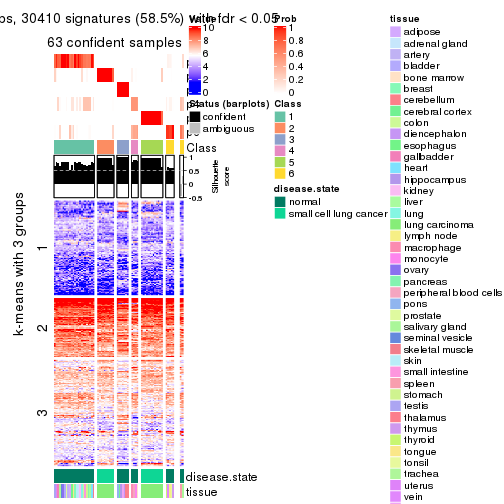 ps, 30410 signatures (58.5%) with fdr < 0.05
63 confident samples
k-means with 3 groups
1
2
3
Value
10
8
6
4
2
0
Prob
1
0.8
0.6
0.4
0.2
0
Status (barplots)
confident
ambiguous
Class
1
2
3
4
5
6
Class
1
0.5
0
-0.5
Silhouette
score
disease.state
normal
small cell lung cancer
disease.state
tissue
tissue
adipose
adrenal gland
artery
bladder
bone marrow
breast
cerebellum
cerebral cortex
colon
diencephalon
esophagus
gallbladder
heart
hippocampus
kidney
liver
lung
lung carcinoma
lymph node
macrophage
monocyte
ovary
pancreas
peripheral blood cells
pons
prostate
salivary gland
seminal vesicle
skeletal muscle
skin
small intestine
spleen
stomach
testis
thalamus
thymus
thyroid
tongue
tonsil
trachea
uterus
vein